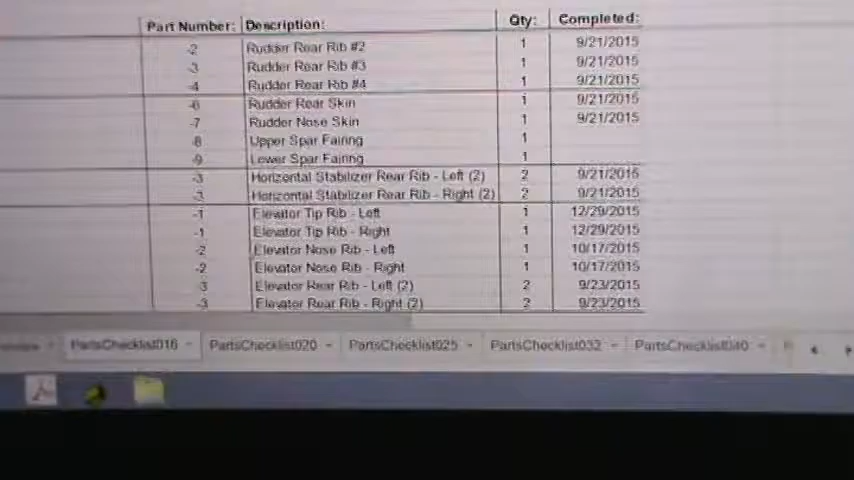 Part Number: Description: Qty: Completed:
-2 Rudder Rear Rib #2 1 9/21/2015
-3 Rudder Rear Rib #3 1 9/21/2015
-4 Rudder Rear Rib #4 1 9/21/2015
-6 Rudder Rear Skin 1 9/21/2015
-7 Rudder Nose Skin 1 9/21/2015
-8 Upper Spar Fairing 1
-9 Lower Spar Fairing 1
-3 Horizontal Stabilizer Rear Rib - Left (2) 2 9/21/2015
-3 Horizontal Stabilizer Rear Rib - Right (2) 2 9/21/2015
-1 Elevator Tip Rib - Left 1 12/29/2015
-1 Elevator Tip Rib - Right 1 12/29/2015
-2 Elevator Nose Rib - Left 1 10/17/2015
-2 Elevator Nose Rib - Right 1 10/17/2015
-3 Elevator Rear Rib - Left (2) 2 9/23/2015
-3 Elevator Rear Rib - Right (2) 2 9/23/2015
PartsChecklist016 PartsChecklist020 PartsChecklist025 PartsChecklist032 PartsChecklist040